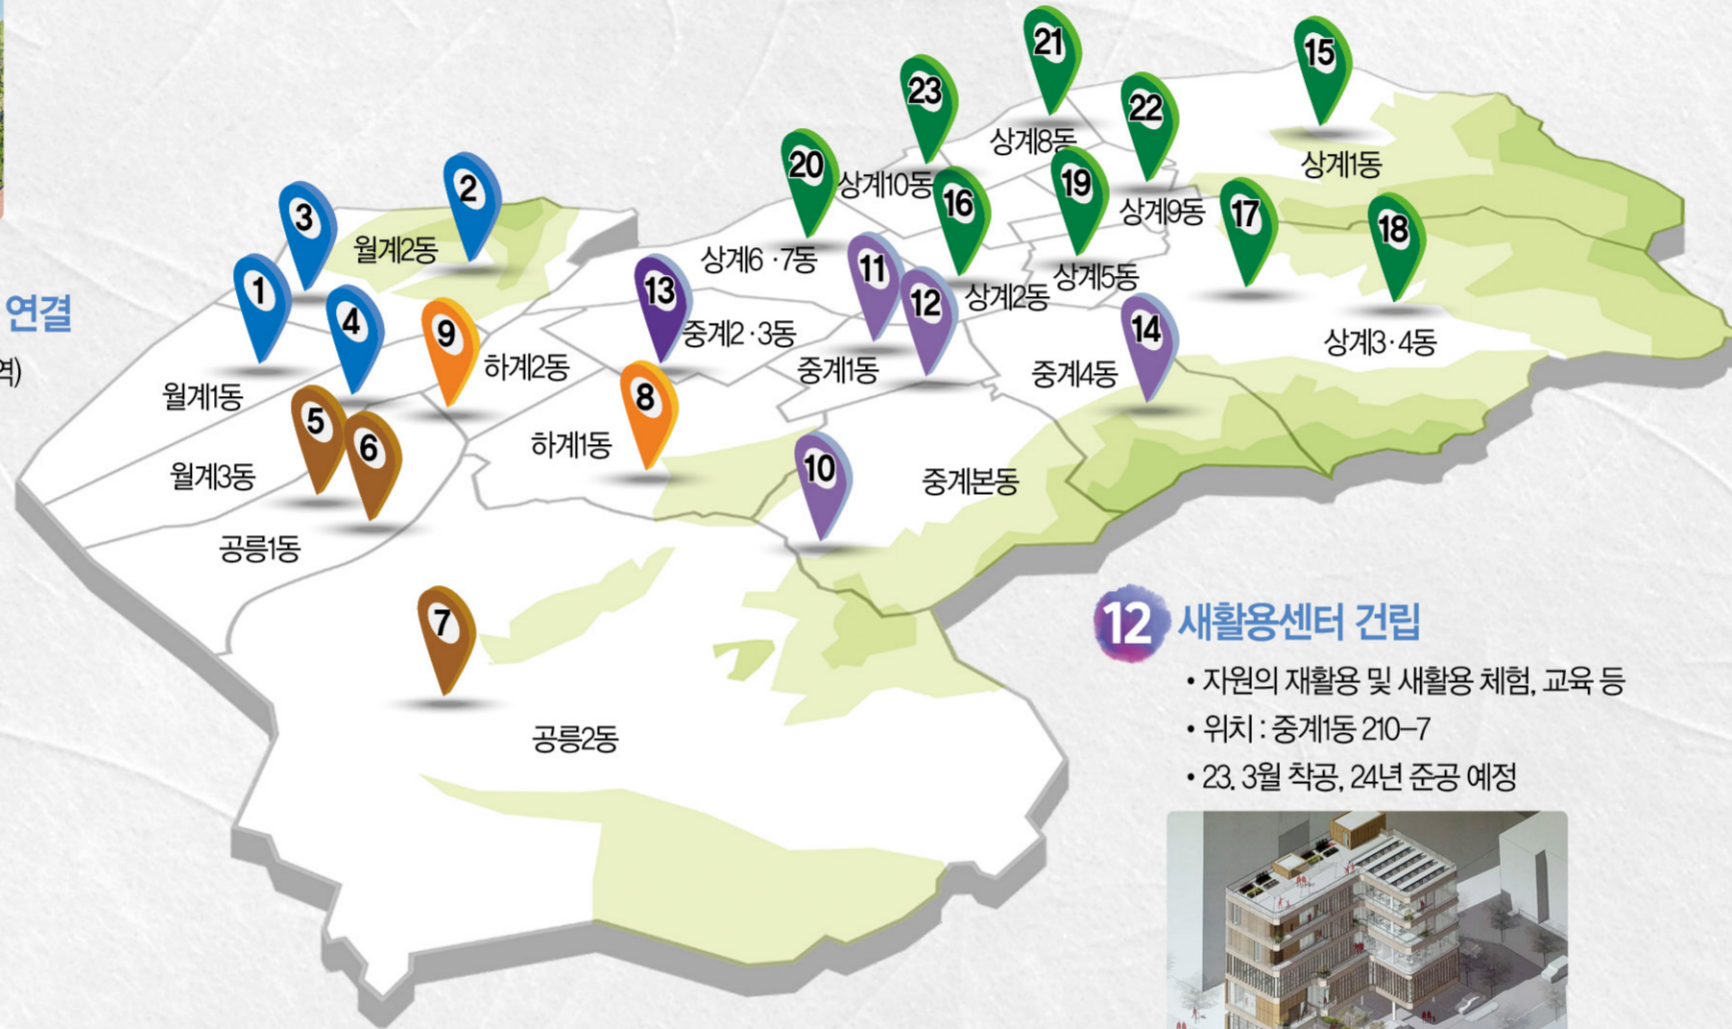 21
15
23
22
상계8동
20
상계10동
상계1동
2
16
19
3
상계9동
17
18
월계2동
상계6·7동
11
상계5동
1
13
12
상계2동
연결
4
9
14
중계2·3동
상계3·4동
역)
하계2동
중계1동
중계4동
월계1동
8
5
6
하계1동
10
월계3동
중계본동
공릉1동
7
공릉2동
12 새활용센터 건립
• 자원의 재활용 및 새활용 체험, 교육 등
• 위치 : 중계1동 210-7
• 23. 3월 착공, 24년 준공 예정